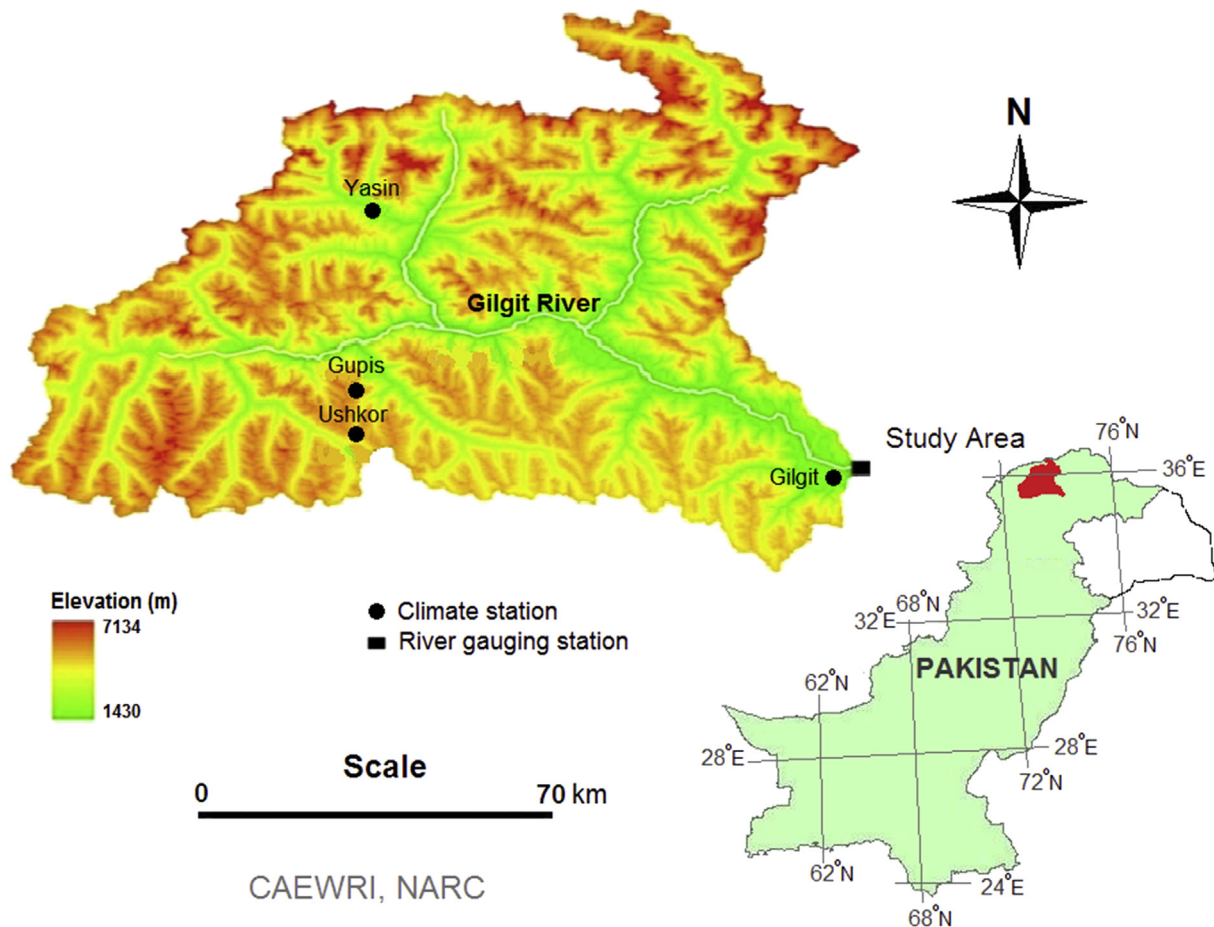 N
Yasin
Gilgit River
Gupis
Ushkor
Gilgit
Study Area
76°N
36°E
Elevation (m)
7134
1430
Climate station
River gauging station
68°N
32°E
32°E
76°N
PAKISTAN
62°N
28°E
28°E
72°N
Scale
0
70 km
CAEWRI, NARC
62°N
24°E
68°N